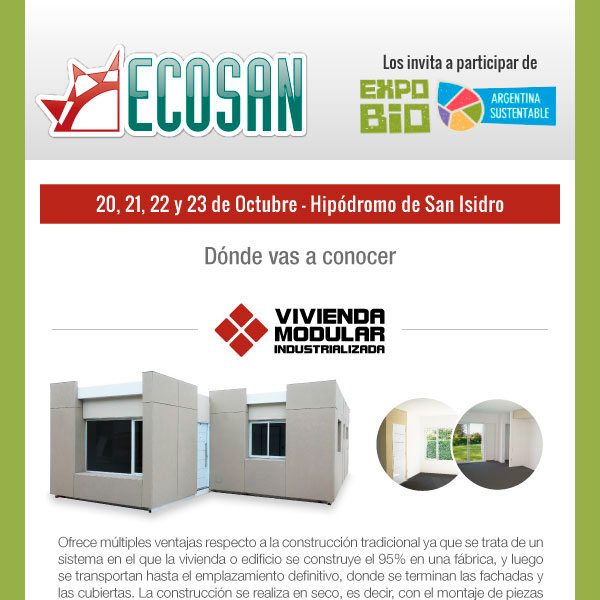 ECOSAN
Los invita a participar de
EXPO
BIO
ARGENTINA
SUSTENTABLE
20, 21, 22 y 23 de Octubre - Hipódromo de San Isidro
Dónde vas a conocer
VIVIENDA
MODULAR
INDUSTRIALIZADA
Ofrece múltiples ventajas respecto a la construcción tradicional ya que se trata de un
sistema en el que la vivienda o edificio se construye el 95% en una fábrica, y luego
se transportan hasta el emplazamiento definitivo, donde se terminan las fachadas y
las cubiertas. La construcción se realiza en seco, es decir, con el montaje de piezas